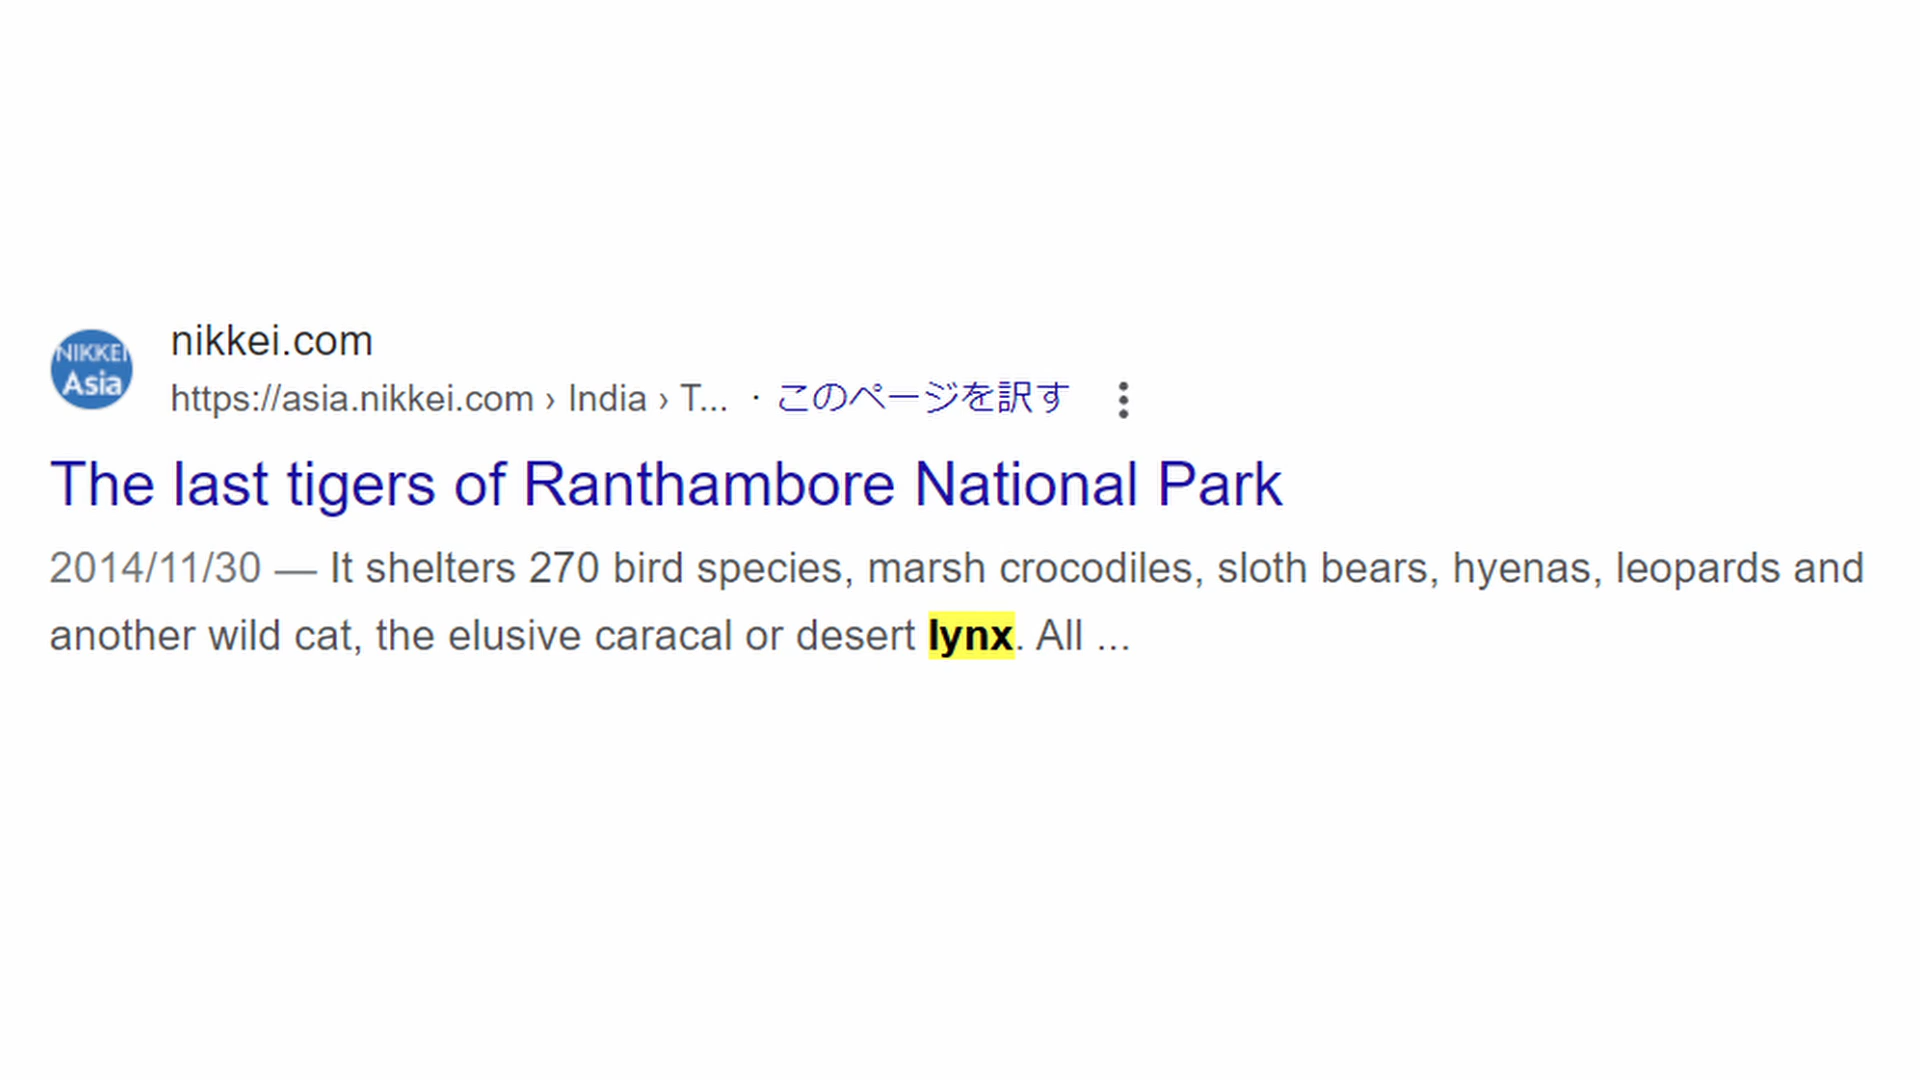 NIKKEI
Asia
nikkei.com
https://asia.nikkei.com › India › T... · このページを訳す
The last tigers of Ranthambore National Park
2014/11/30 — It shelters 270 bird species, marsh crocodiles, sloth bears, hyenas, leopards and
another wild cat, the elusive caracal or desert lynx. All ...